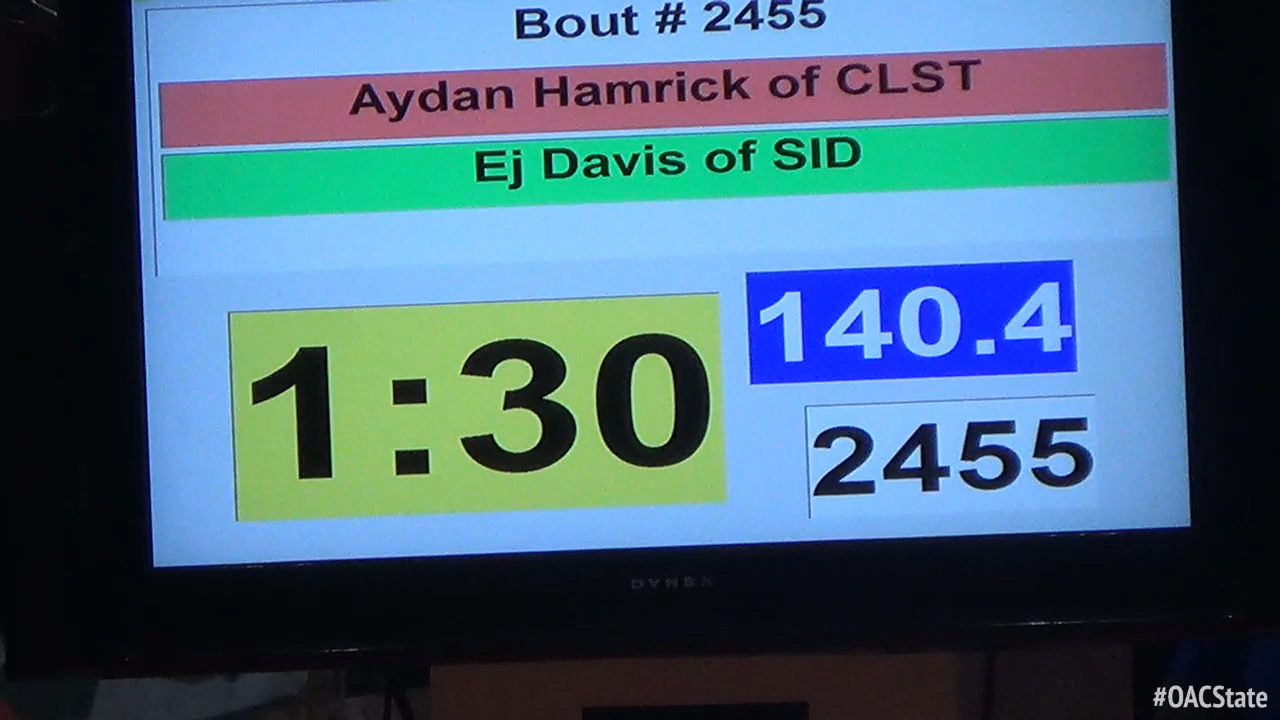 Bout # 2455
Aydan Hamrick of CLST
Ej Davis of SID
1:30
140.4
2455
DYNEX
#OACState